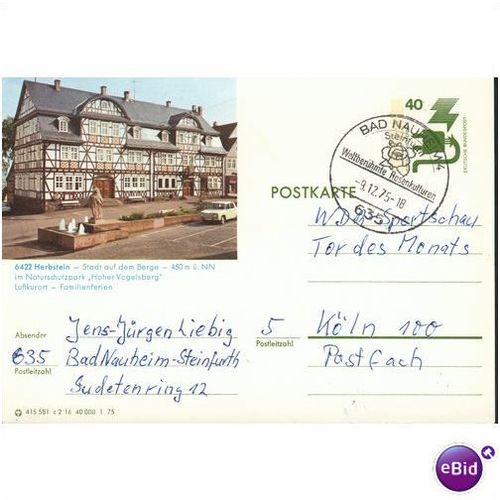 40
DEUTSCHE BUNDESPOST
BAD NAUHEIM 4
Steinfurth
Weltberühmte Rosenkulturen
-9.12.75-18
635
POSTKARTE
WDR Sportschau
Tor des Monats
6422 Herbstein – Stadt auf dem Berge – 450 m ü. NN
im Naturschutzpark „Hoher Vogelsberg"
Luftkurort – Familienferien
Absender
Jens-Jürgen Liebig
635
Bad Nauheim-Steinfurth
Postleitzahl
Sudetenring 12
5
Postleitzahl
Köln 100
Postfach
415 581 c 2 16 40 000 1. 75
eBid